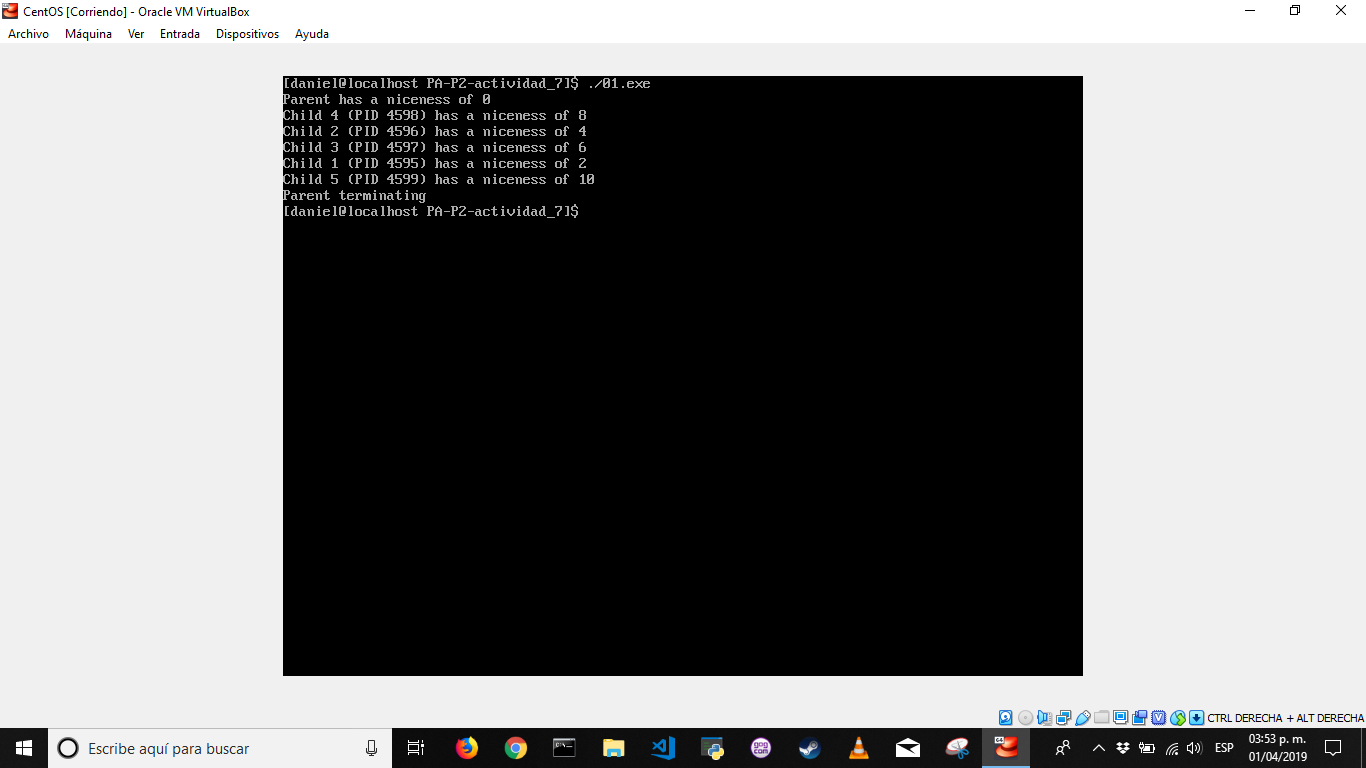 CentOS [Corriendo] - Oracle VM VirtualBox
Archivo Máquina Ver Entrada Dispositivos Ayuda
[daniel@localhost PA-P2-actividad_7]$ ./01.exe
Parent has a niceness of 0
Child 4 (PID 4598) has a niceness of 8
Child 2 (PID 4596) has a niceness of 4
Child 3 (PID 4597) has a niceness of 6
Child 1 (PID 4595) has a niceness of 2
Child 5 (PID 4599) has a niceness of 10
Parent terminating
[daniel@localhost PA-P2-actividad_7]$
CTRL DERECHA + ALT DERECHA
Escribe aquí para buscar
GOG COM
ESP
03:53 p. m.
01/04/2019